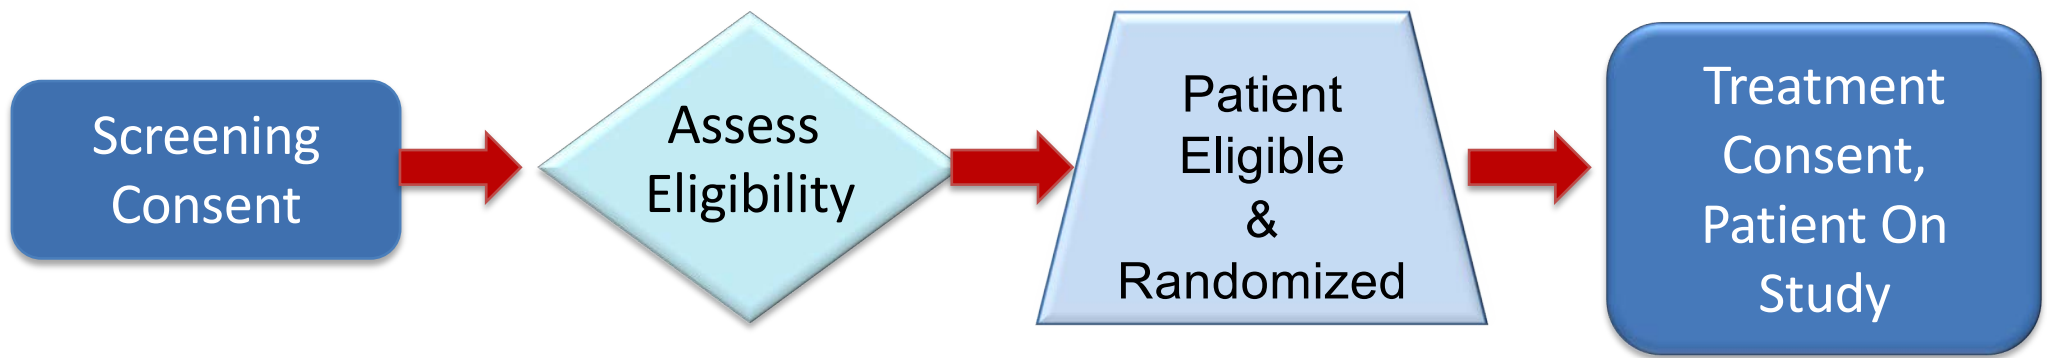 Screening
Consent
Assess
Eligibility
Patient
Eligible
&
Randomized
Treatment
Consent,
Patient On
Study